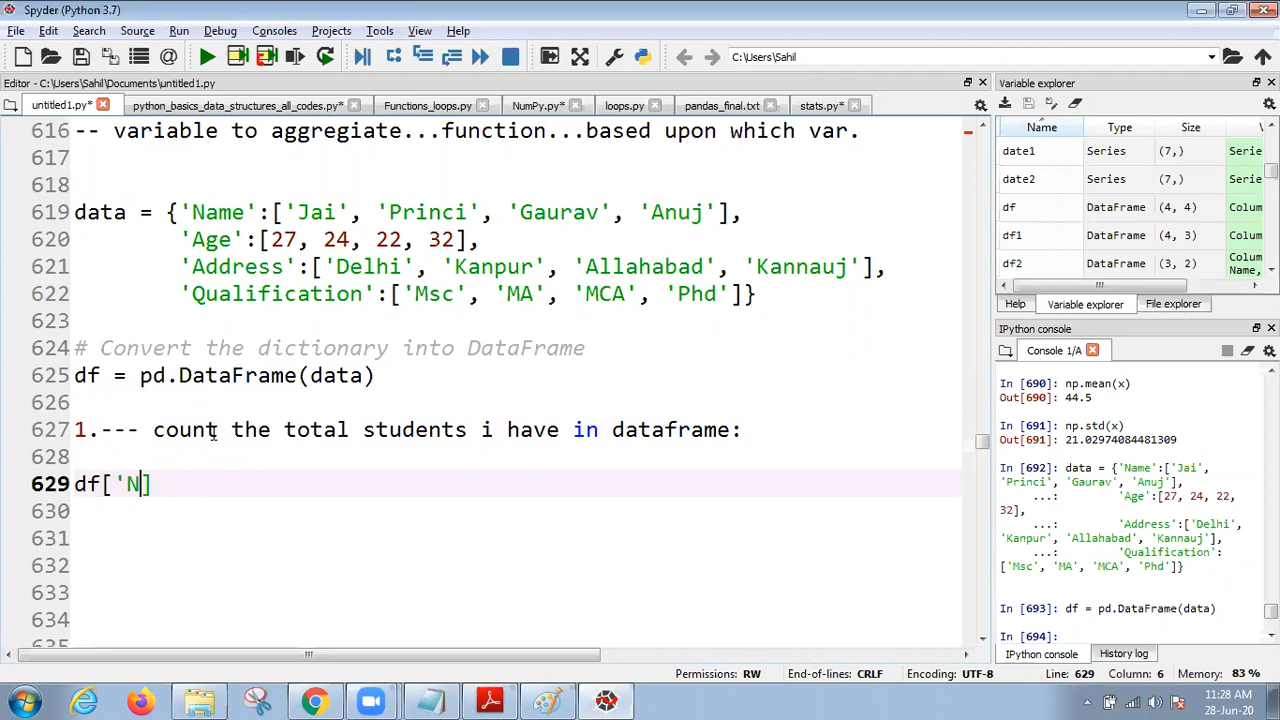 Spyder (Python 3.7)
File Edit Search Source Run Debug Consoles Projects Tools View Help
C:\Users\Sahil
Editor - C:\Users\Sahil\Documents\untitled1.py
untitled1.py* python_basics_data_structures_all_codes.py* Functions_loops.py NumPy.py* loops.py pandas_final.txt stats.py*
616 -- variable to aggregiate...function...based upon which var.
617
618
619 data = {'Name':['Jai', 'Princi', 'Gaurav', 'Anuj'],
620 'Age':[27, 24, 22, 32],
621 'Address':['Delhi', 'Kanpur', 'Allahabad', 'Kannauj'],
622 'Qualification':['Msc', 'MA', 'MCA', 'Phd']}
623
624 # Convert the dictionary into DataFrame
625 df = pd.DataFrame(data)
626
627 1.--- count the total students i have in dataframe:
628
629 df['N]
630
631
632
633
634
635
Variable explorer
Name Type Size
date1 Series (7,) Serie
date2 Series (7,) Serie
df DataFrame (4, 4) Colum
df1 DataFrame (4, 3) Colum
df2 DataFrame (3, 2) Colum
Name,
Help Variable explorer File explorer
IPython console
Console 1/A
In [690]: np.mean(x)
Out[690]: 44.5
In [691]: np.std(x)
Out[691]: 21.02974084481309
In [692]: data = {'Name':['Jai',
'Princi', 'Gaurav', 'Anuj'],
...: 'Age':[27, 24, 22,
32],
...: 'Address':['Delhi',
'Kanpur', 'Allahabad', 'Kannauj'],
...: 'Qualification':
['Msc', 'MA', 'MCA', 'Phd']}
In [693]: df = pd.DataFrame(data)
In [694]:
IPython console History log
Permissions: RW End-of-lines: CRLF Encoding: UTF-8 Line: 629 Column: 6 Memory: 83 %
11:28 AM
28-Jun-20